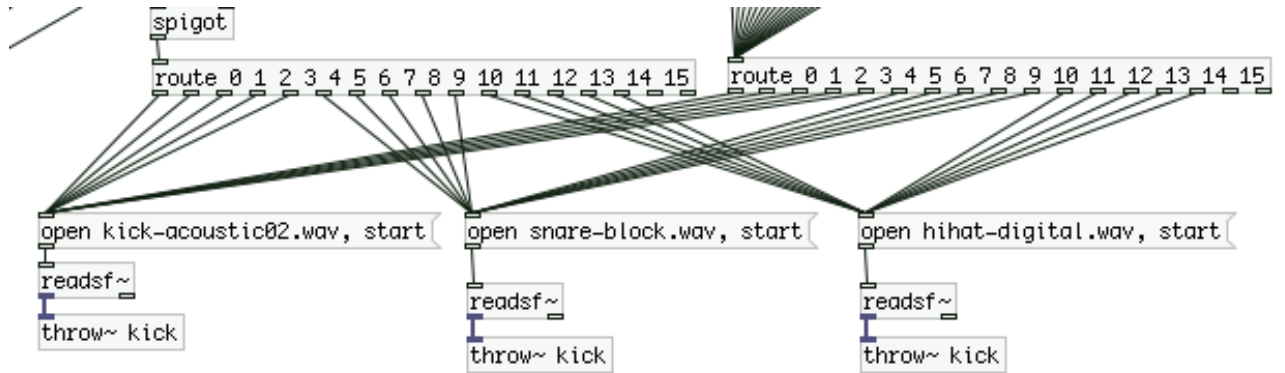 spigot
route 0 1 2 3 4 5 6 7 8 9 10 11 12 13 14 15
route 0 1 2 3 4 5 6 7 8 9 10 11 12 13 14 15
open kick-acoustic02.wav, start
open snare-block.wav, start
open hihat-digital.wav, start
readsf~
readsf~
readsf~
throw~ kick
throw~ kick
throw~ kick